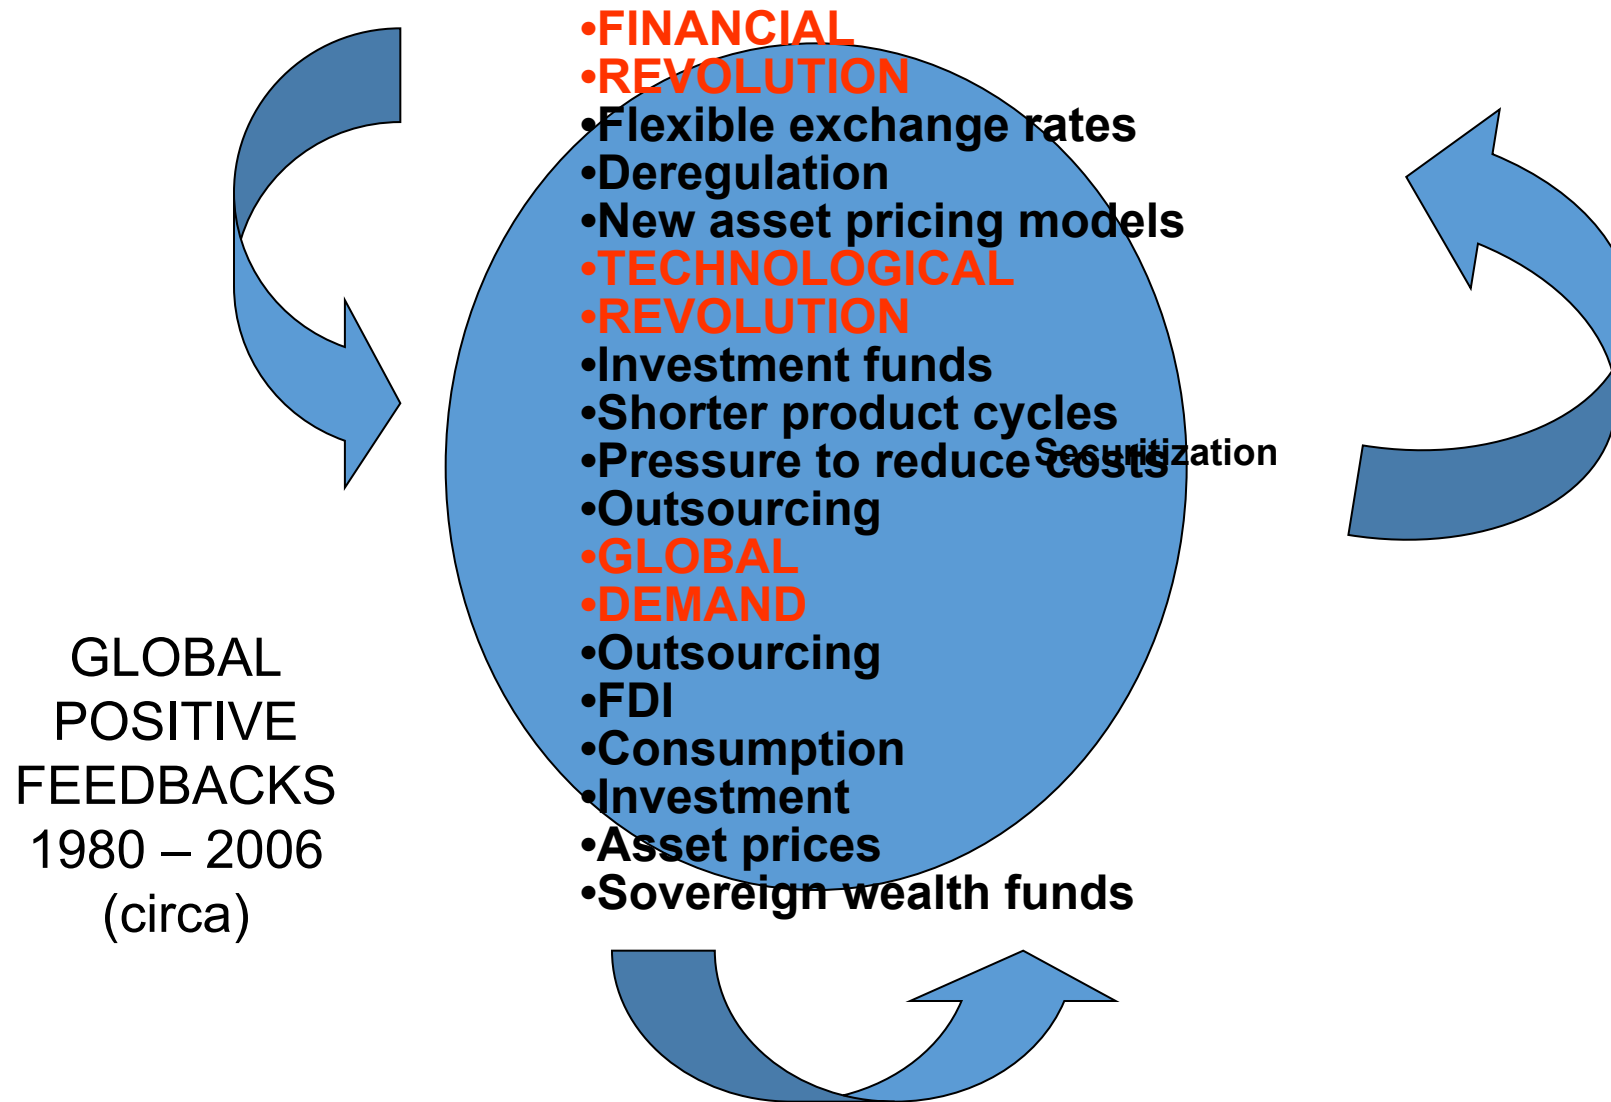 •FINANCIAL
•REVOLUTION
•Flexible exchange rates
•Deregulation
•New asset pricing models
•TECHNOLOGICAL
•REVOLUTION
•Investment funds
•Shorter product cycles
•Pressure to reduce costs
Securitization
•Outsourcing
•GLOBAL
•DEMAND
•Outsourcing
•FDI
•Consumption
•Investment
•Asset prices
•Sovereign wealth funds
GLOBAL
POSITIVE
FEEDBACKS
1980 – 2006
(circa)